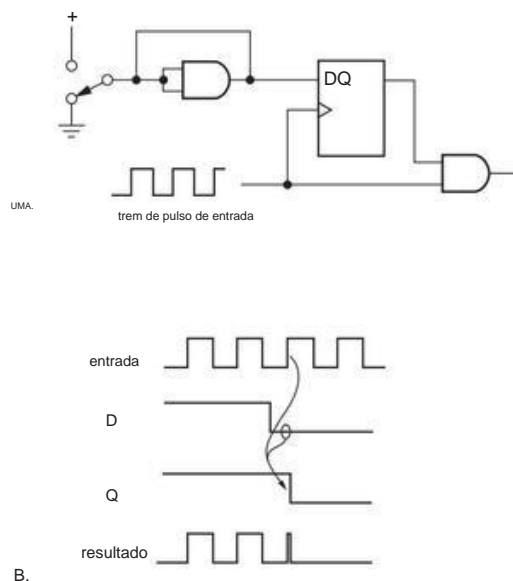 +
DQ
UMA.
trem de pulso de entrada
entrada
D
Q
resultado
B.